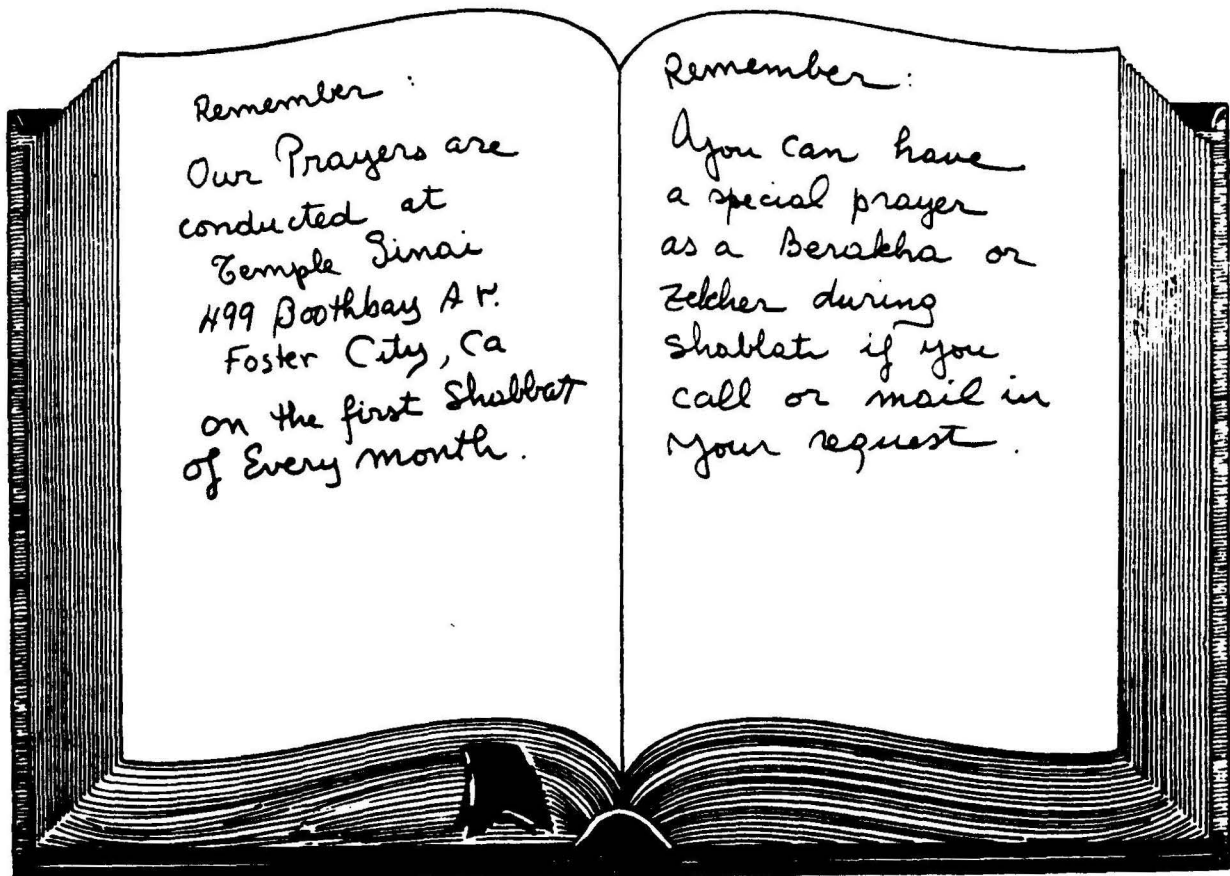 Remember :
Our Prayers are
conducted at
Temple Sinai
499 Boothbay Av.
Foster City, Ca
on the first Shabbat
of Every month.
Remember:
you can have
a special prayer
as a Berakha or
Zekher during
Shabbat if you
call or mail in
your request.